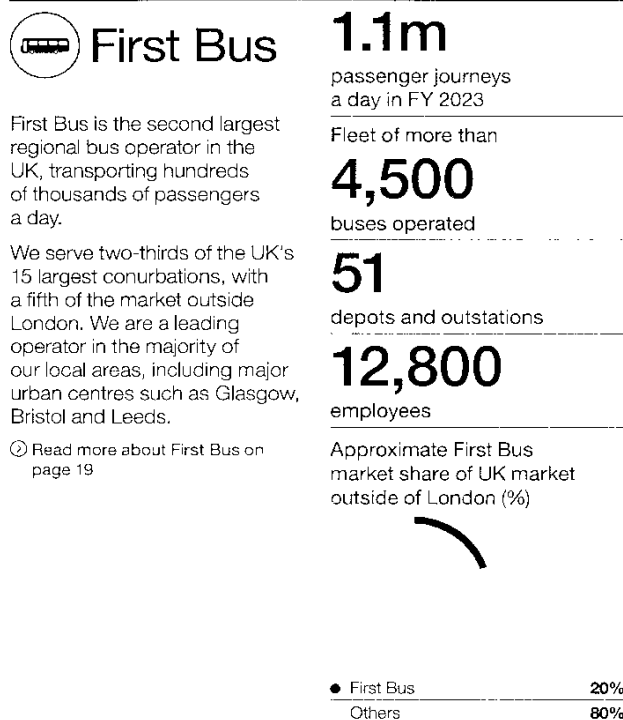 First Bus
First Bus is the second largest
regional bus operator in the
UK, transporting hundreds
of thousands of passengers
a day.
We serve two-thirds of the UK's
15 largest conurbations, with
a fifth of the market outside
London. We are a leading
operator in the majority of
our local areas, including major
urban centres such as Glasgow,
Bristol and Leeds.
Read more about First Bus on
page 19
1.1m
passenger journeys
a day in FY 2023
Fleet of more than
4,500
buses operated
51
depots and outstations
12,800
employees
Approximate First Bus
market share of UK market
outside of London (%)
First Bus 20%
Others 80%